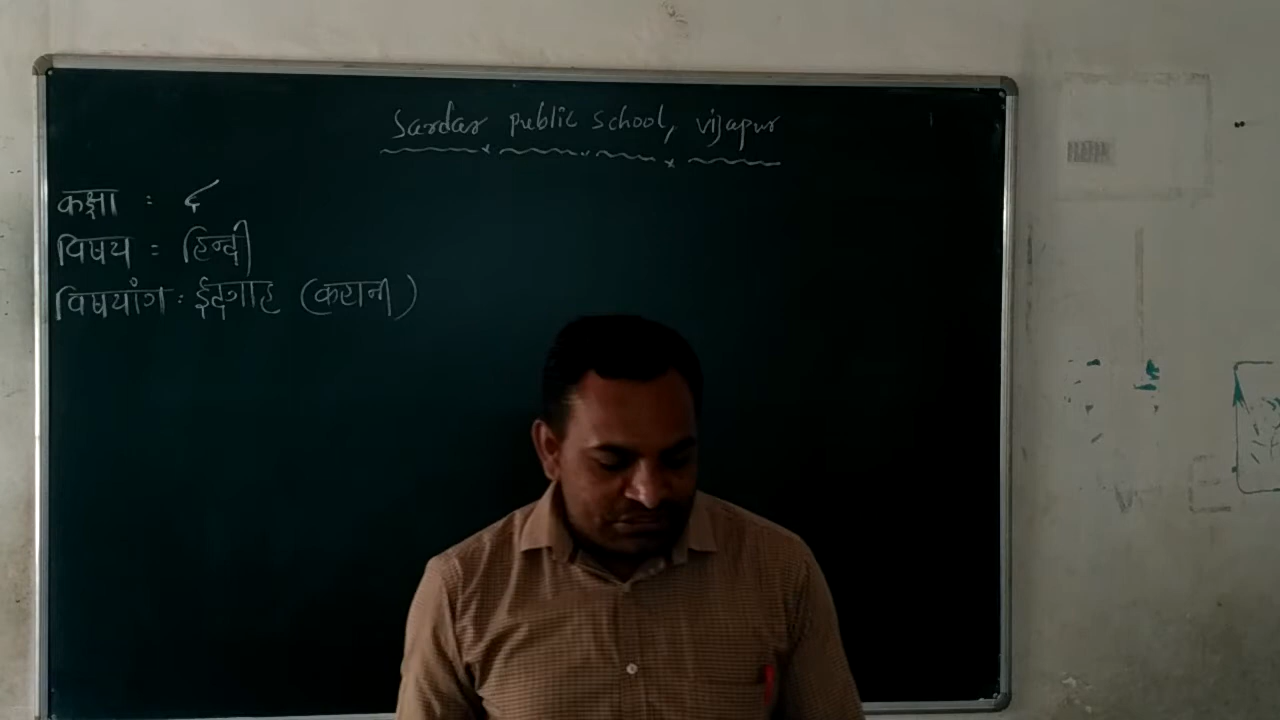 Sardar public school, vijapur
कक्षा : ८
विषय : हिन्दी
विषयांग : ईदगाह (कहानी)